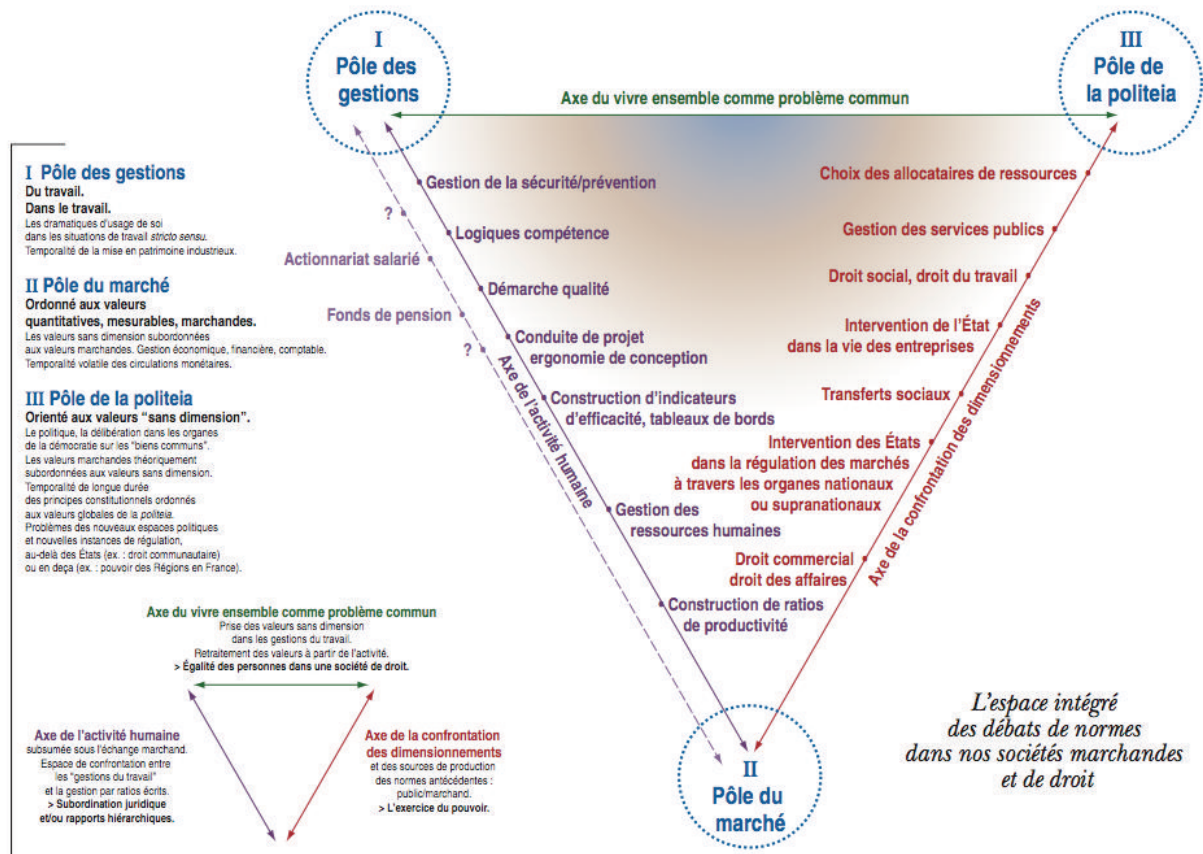 I
Pôle des
gestions
III
Pôle de
la politeia
Axe du vivre ensemble comme problème commun
I Pôle des gestions
Du travail.
Dans le travail.
Les dramatiques d'usage de soi
dans les situations de travail stricto sensu.
Temporalité de la mise en patrimoine industrieux.
II Pôle du marché
Ordonné aux valeurs
quantitatives, mesurables, marchandes.
Les valeurs sans dimension subordonnées
aux valeurs marchandes. Gestion économique, financière, comptable.
Temporalité volatile des circulations monétaires.
III Pôle de la politeia
Orienté aux valeurs "sans dimension".
Le politique, la délibération dans les organes
de la démocratie sur les "biens communs".
Les valeurs marchandes théoriquement
subordonnées aux valeurs sans dimension.
Temporalité de longue durée
des principes constitutionnels ordonnés
aux valeurs globales de la politeia.
Problèmes des nouveaux espaces politiques
et nouvelles instances de régulation,
au-delà des États (ex. : droit communautaire)
ou en deça (ex. : pouvoir des Régions en France).
Gestion de la sécurité/prévention
?
Logiques compétence
Actionnariat salarié
Démarche qualité
Fonds de pension
Conduite de projet
ergonomie de conception
?
Axe de l'activité humaine
Construction d'indicateurs
d'efficacité, tableaux de bords
Gestion des
ressources humaines
Construction de ratios
de productivité
Choix des allocataires de ressources
Gestion des services publics
Droit social, droit du travail
Intervention de l'État
dans la vie des entreprises
Transferts sociaux
Intervention des États
dans la régulation des marchés
à travers les organes nationaux
ou supranationaux
Axe de la confrontation des dimensionnements
Droit commercial
droit des affaires
II
Pôle du
marché
Axe du vivre ensemble comme problème commun
Prise des valeurs sans dimension
dans les gestions du travail.
Retraitement des valeurs à partir de l'activité.
> Égalité des personnes dans une société de droit.
Axe de l'activité humaine
subsumée sous l'échange marchand.
Espace de confrontation entre
les "gestions du travail"
et la gestion par ratios écrits.
> Subordination juridique
et/ou rapports hiérarchiques.
Axe de la confrontation
des dimensionnements
et des sources de production
des normes antécédentes :
public/marchand.
> L'exercice du pouvoir.
L'espace intégré
des débats de normes
dans nos sociétés marchandes
et de droit